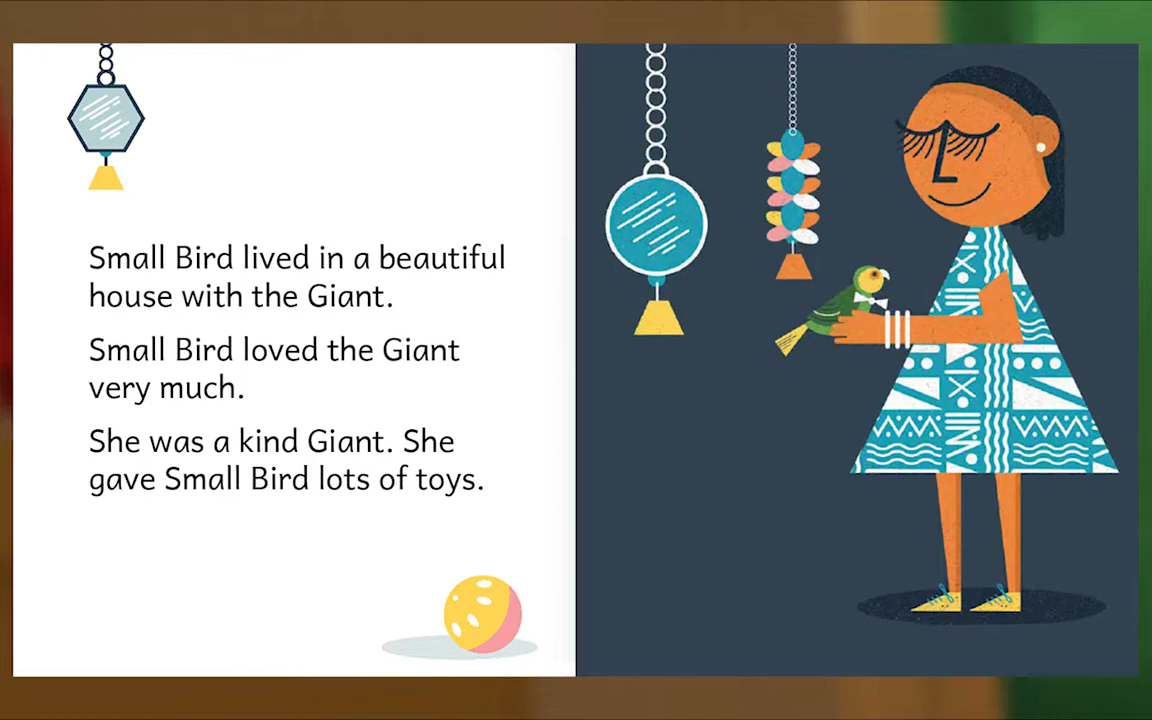 Small Bird lived in a beautiful
house with the Giant.
Small Bird loved the Giant
very much.
She was a kind Giant. She
gave Small Bird lots of toys.